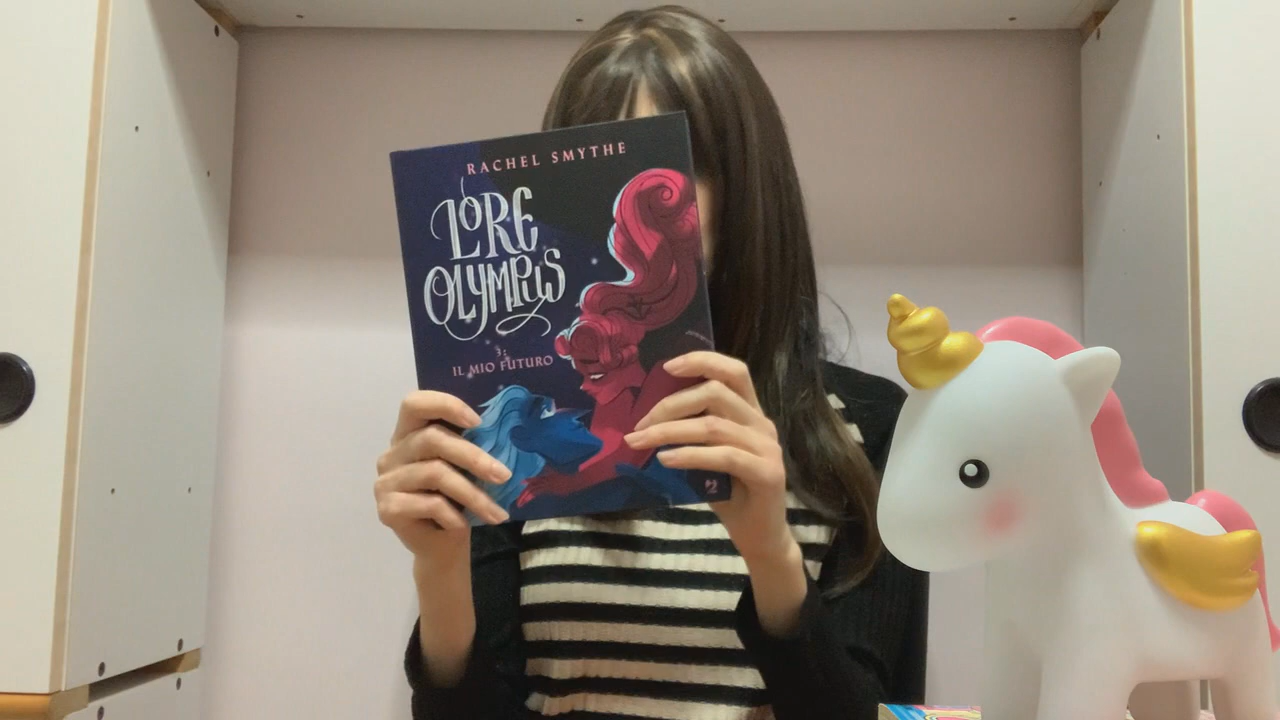 RACHEL SMYTHE
LORE
OLYMPUS
3:
IL MIO FUTURO